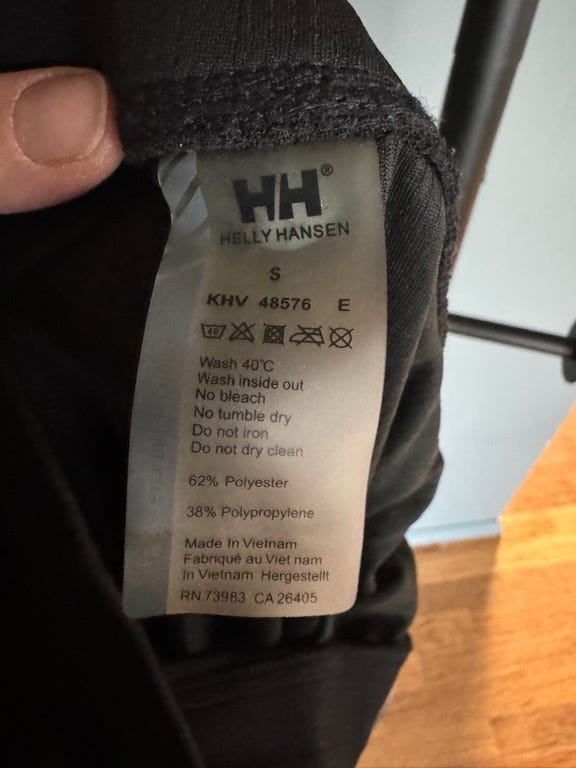 HH®
HELLY HANSEN
S
KHV 48576 E
40
Wash 40°C
Wash inside out
No bleach
No tumble dry
Do not iron
Do not dry clean
62% Polyester
38% Polypropylene
Made In Vietnam
Fabriqué au Viet nam
In Vietnam Hergestellt
RN 73983 CA 26405